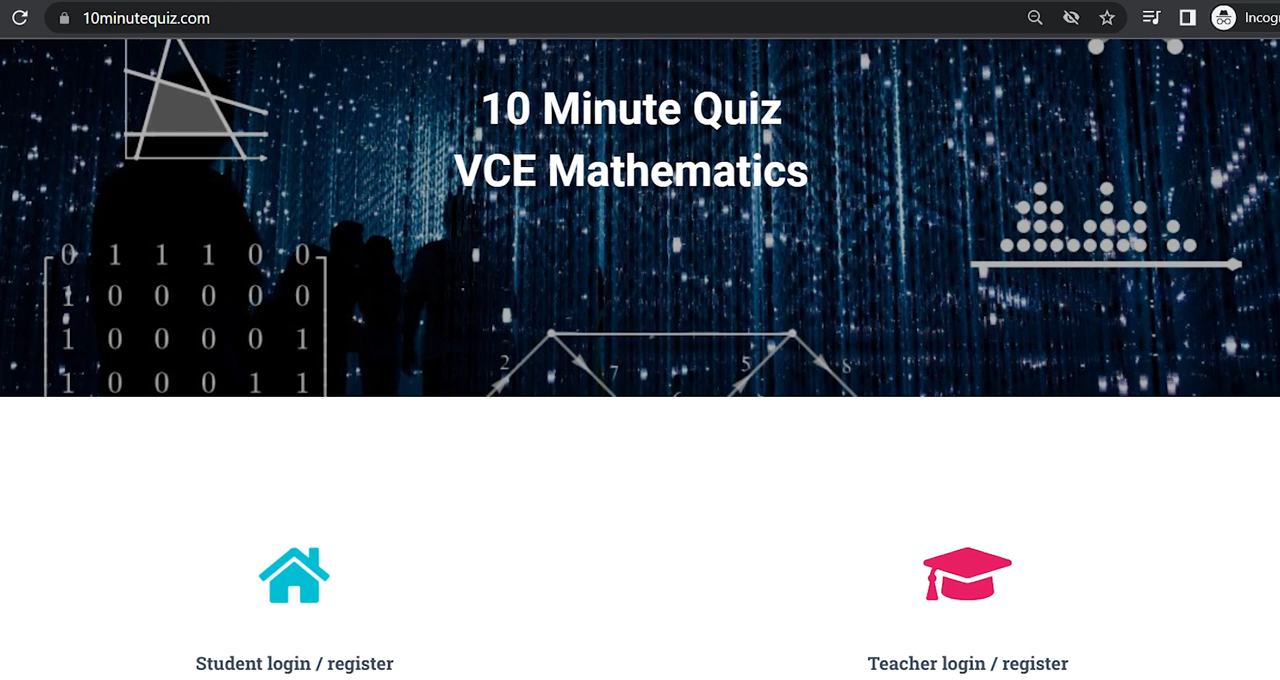 10minutequiz.com
Incog
10 Minute Quiz
VCE Mathematics
0 1 1 1 0 0
1 0 0 0 0 0
1 0 0 0 0 1
1 0 0 0 1 1
2 7 5 8
Student login / register
Teacher login / register